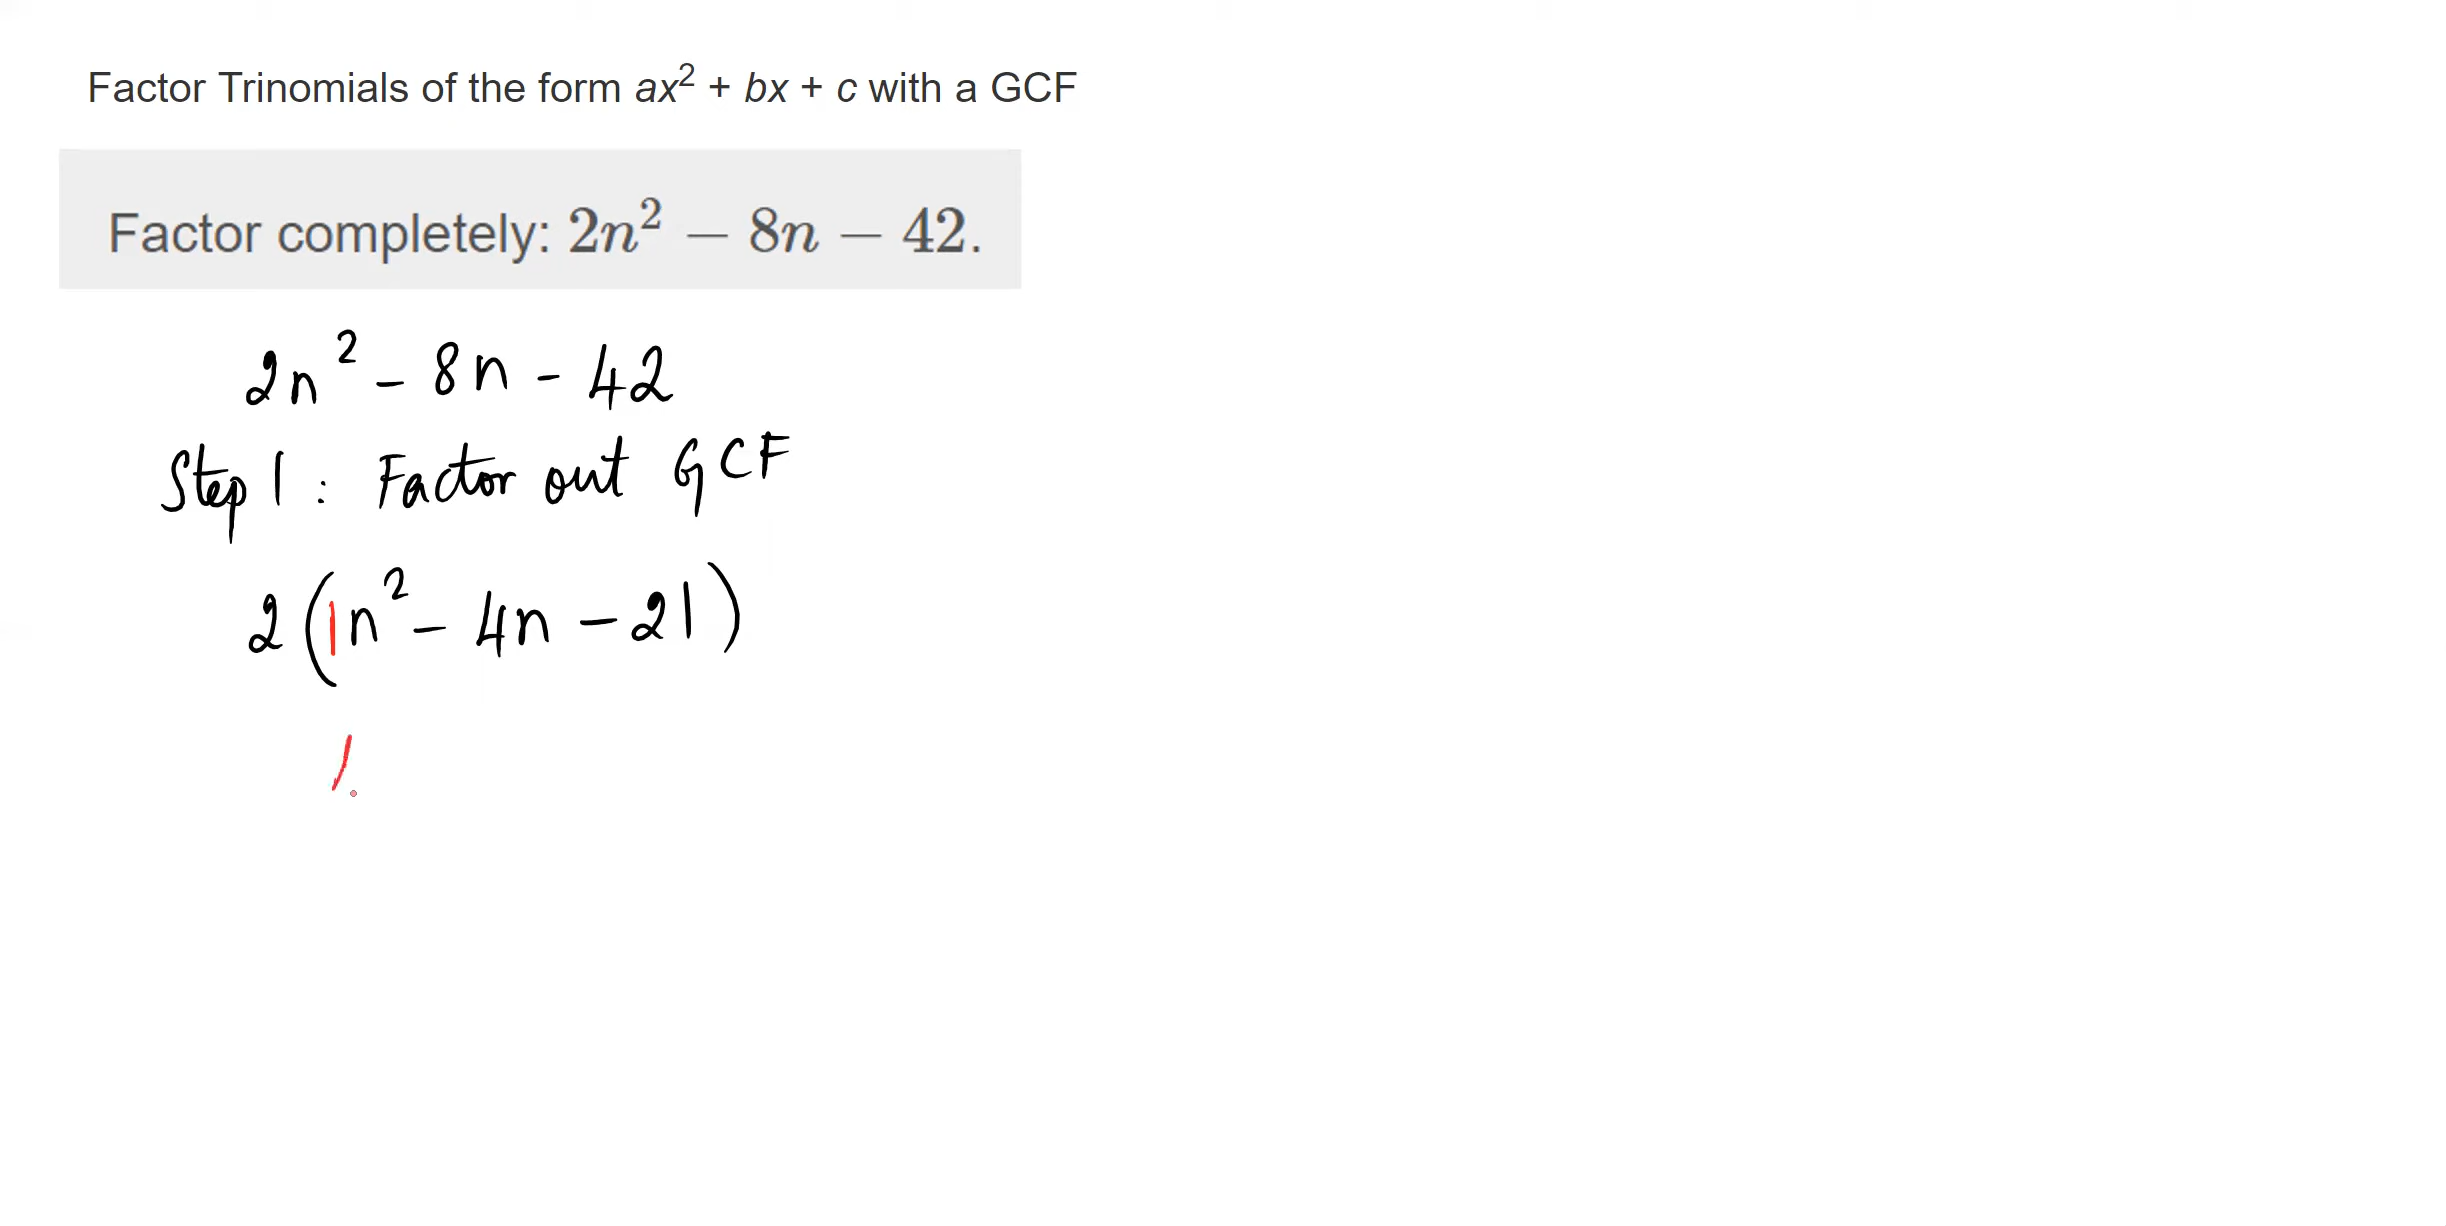 Factor Trinomials of the form ax² + bx + c with a GCF
Factor completely: 2n² − 8n − 42.
2n² - 8n - 42
Step 1: Factor out GCF
2(1n² - 4n - 21)